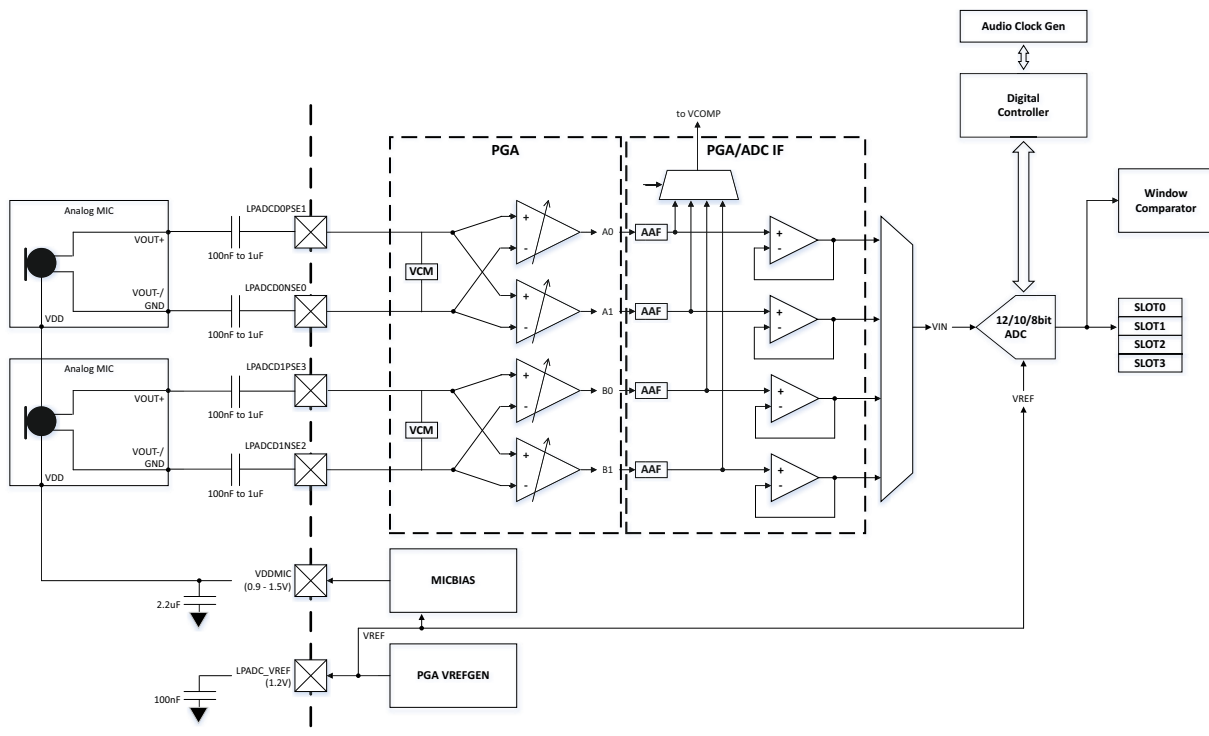 Audio Clock Gen
Digital
Controller
to VCOMP
PGA
PGA/ADC IF
Window
Comparator
Analog MIC
VOUT+
VOUT-/
GND
VDD
LPADCD0PSE1
100nF to 1uF
LPADCD0NSE0
100nF to 1uF
VCM
+
-
+
-
A0
A1
AAF
AAF
+
-
+
-
VIN
12/10/8bit
ADC
SLOT0
SLOT1
SLOT2
SLOT3
VREF
Analog MIC
VOUT+
VOUT-/
GND
VDD
LPADCD1PSE3
100nF to 1uF
LPADCD1NSE2
100nF to 1uF
VCM
+
-
+
-
B0
B1
AAF
AAF
+
-
+
-
2.2uF
VDDMIC
(0.9 - 1.5V)
MICBIAS
VREF
100nF
LPADC_VREF
(1.2V)
PGA VREFGEN